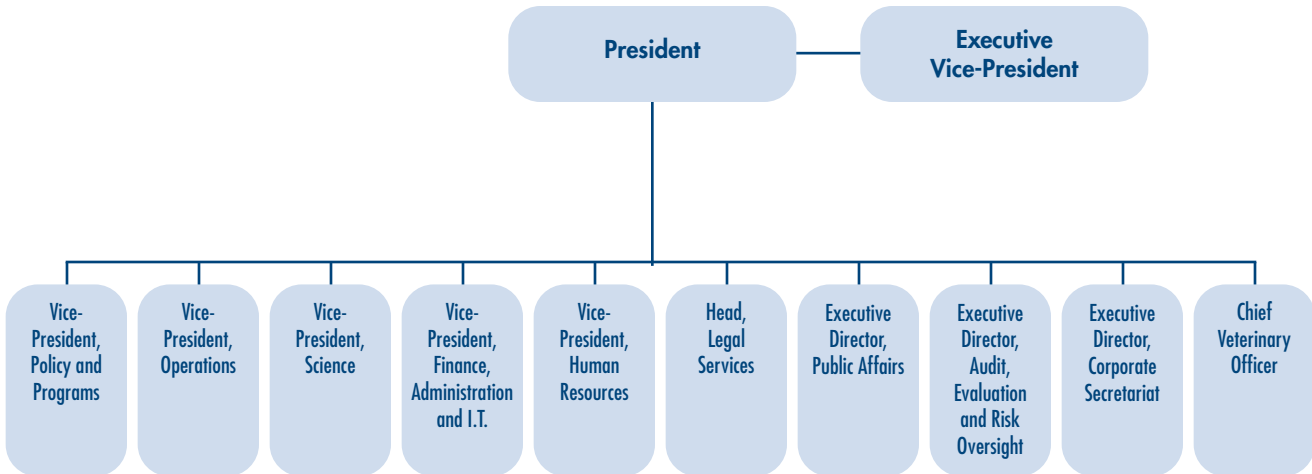 President
Executive
Vice-President
Vice-
President,
Policy and
Programs
Vice-
President,
Operations
Vice-
President,
Science
Vice-
President,
Finance,
Administration
and I.T.
Vice-
President,
Human
Resources
Head,
Legal
Services
Executive
Director,
Public Affairs
Executive
Director,
Audit,
Evaluation
and Risk
Oversight
Executive
Director,
Corporate
Secretariat
Chief
Veterinary
Officer